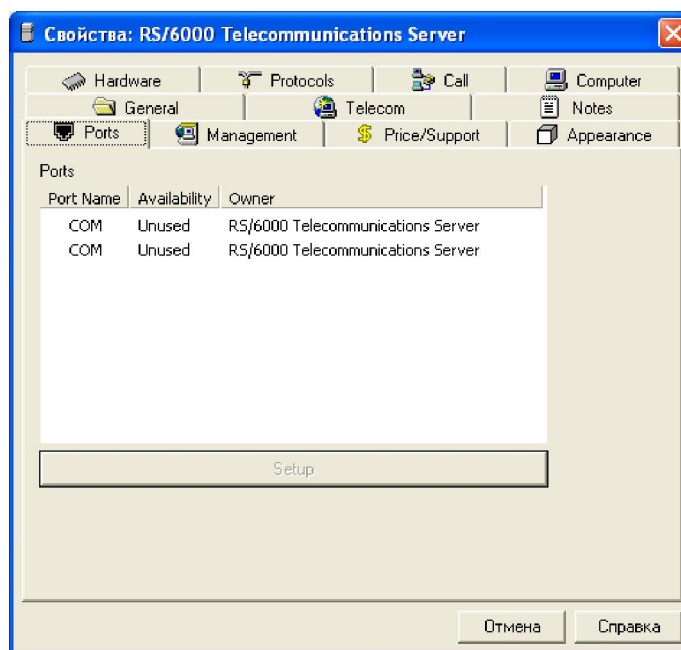 Свойства: RS/6000 Telecommunications Server
Hardware Protocols Call Computer
General Telecom Notes
Ports Management Price/Support Appearance
Ports
Port Name Availability Owner
COM Unused RS/6000 Telecommunications Server
COM Unused RS/6000 Telecommunications Server
Setup
Отмена Справка